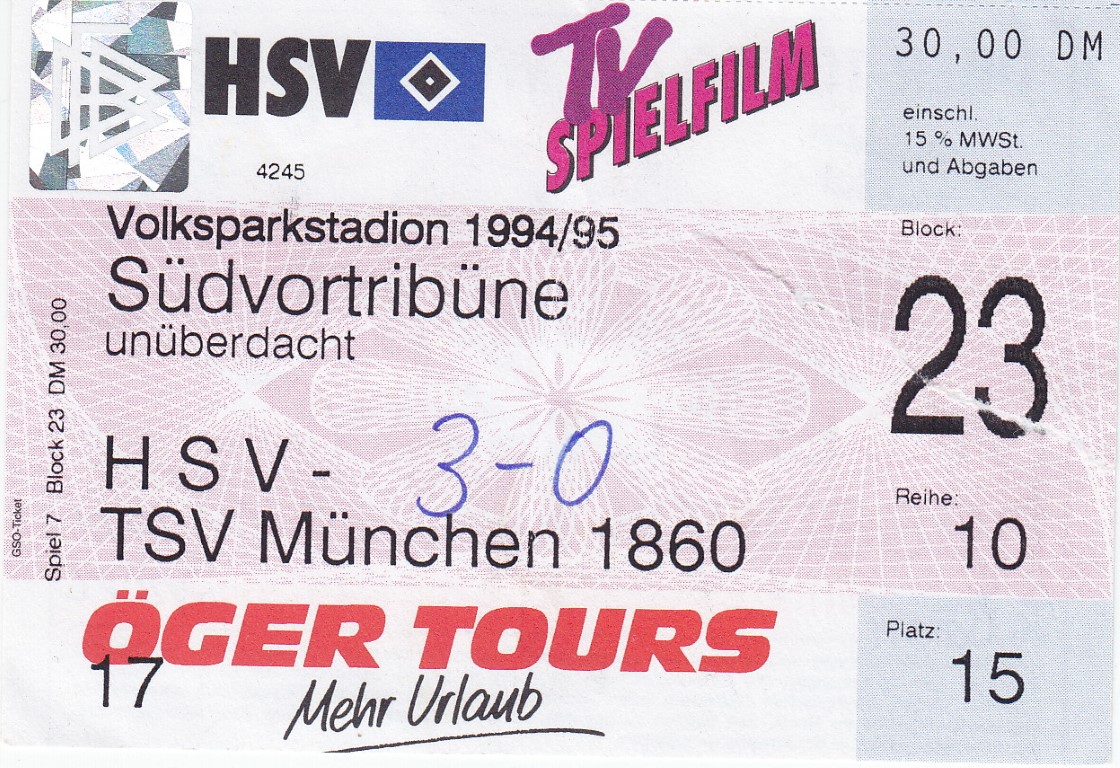 HSV
TV
SPIELFILM
4245
30,00 DM
einschl.
15 % MWSt.
und Abgaben
Volksparkstadion 1994/95
Südvortribüne
unüberdacht
Block:
23
H S V - 3-0
TSV München 1860
Reihe:
10
Spiel 7 Block 23 DM 30,00
GSO-Ticket
ÖGER TOURS
17
Mehr Urlaub
Platz:
15